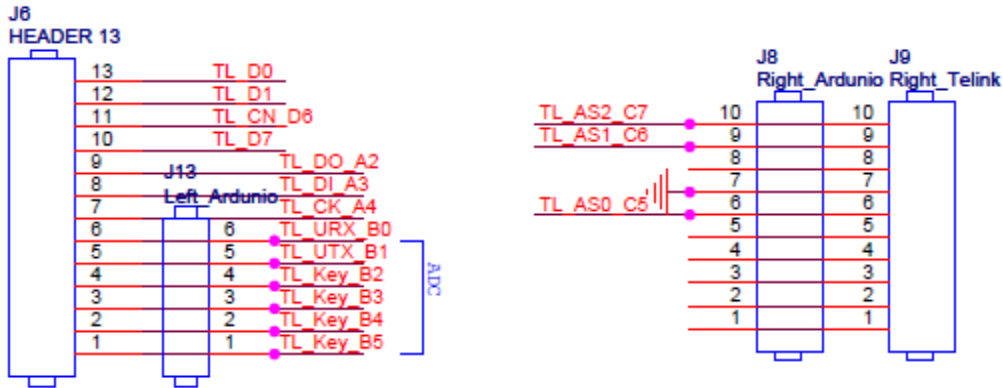 J6
HEADER 13
13 TL_D0
12 TL_D1
11 TL_CN_D6
10 TL_D7
9 TL_DO_A2
J13
8 TL_DI_A3
Left_Ardunio
7 TL_CK_A4
6 6 TL_URX_B0
5 5 TL_UTX_B1
4 4 TL_Key_B2
3 3 TL_Key_B3
2 2 TL_Key_B4
1 1 TL_Key_B5
ADC
J8 J9
Right_Ardunio Right_Telink
TL_AS2_C7 10 10
TL_AS1_C6 9 9
8 8
7 7
TL_AS0_C5 6 6
5 5
4 4
3 3
2 2
1 1